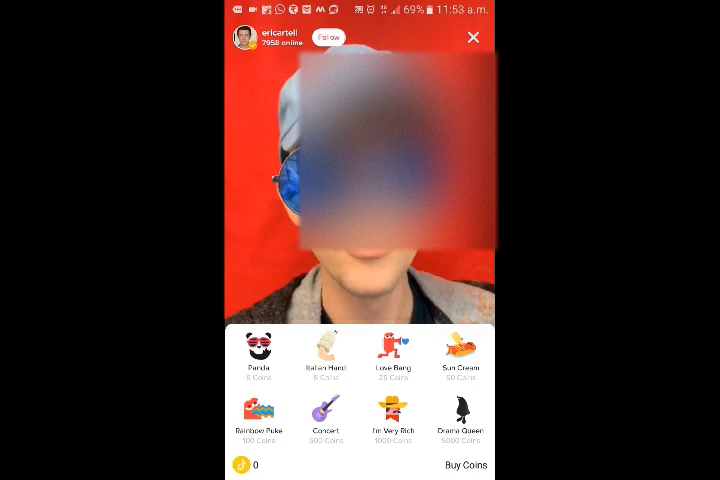 69% 11:53 a.m.
ericartell
7958 online
Follow
Panda Italian Hand Love Bang Sun Cream
5 Coins 5 Coins 25 Coins 50 Coins
Rainbow Puke Concert I'm Very Rich Drama Queen
100 Coins 500 Coins 1000 Coins 5000 Coins
0 Buy Coins